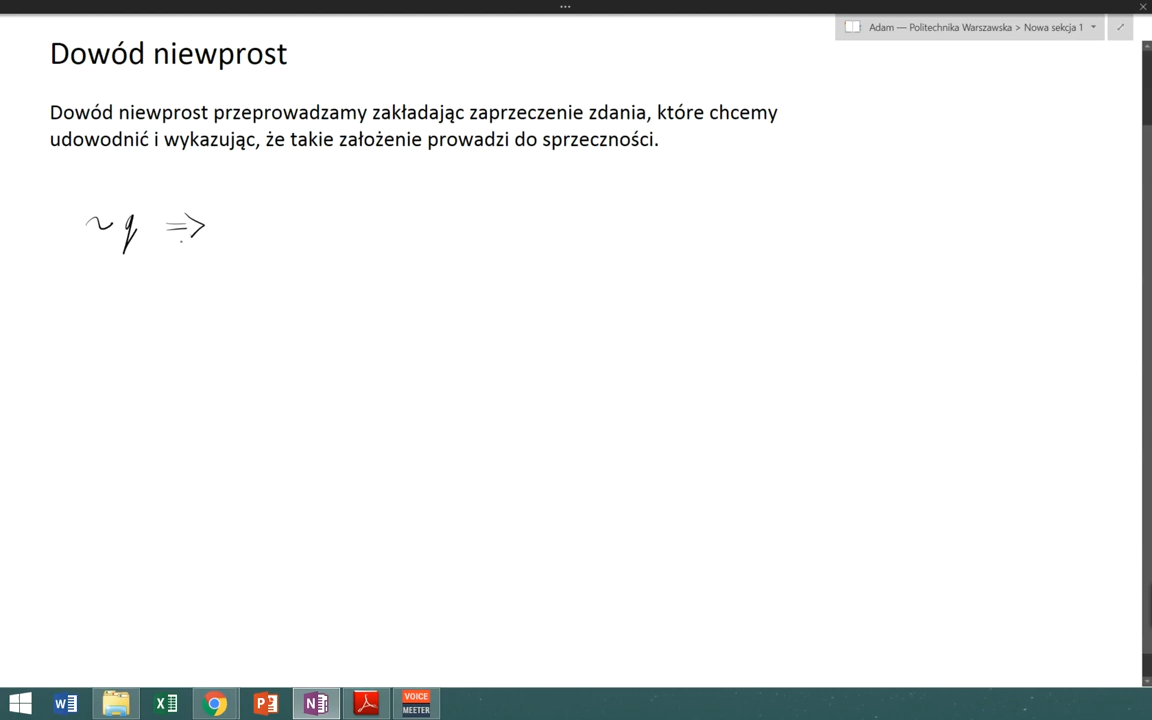 Adam — Politechnika Warszawska > Nowa sekcja 1
Dowód niewprost
Dowód niewprost przeprowadzamy zakładając zaprzeczenie zdania, które chcemy
udowodnić i wykazując, że takie założenie prowadzi do sprzeczności.
~ q ⇒
VOICE
MEETER